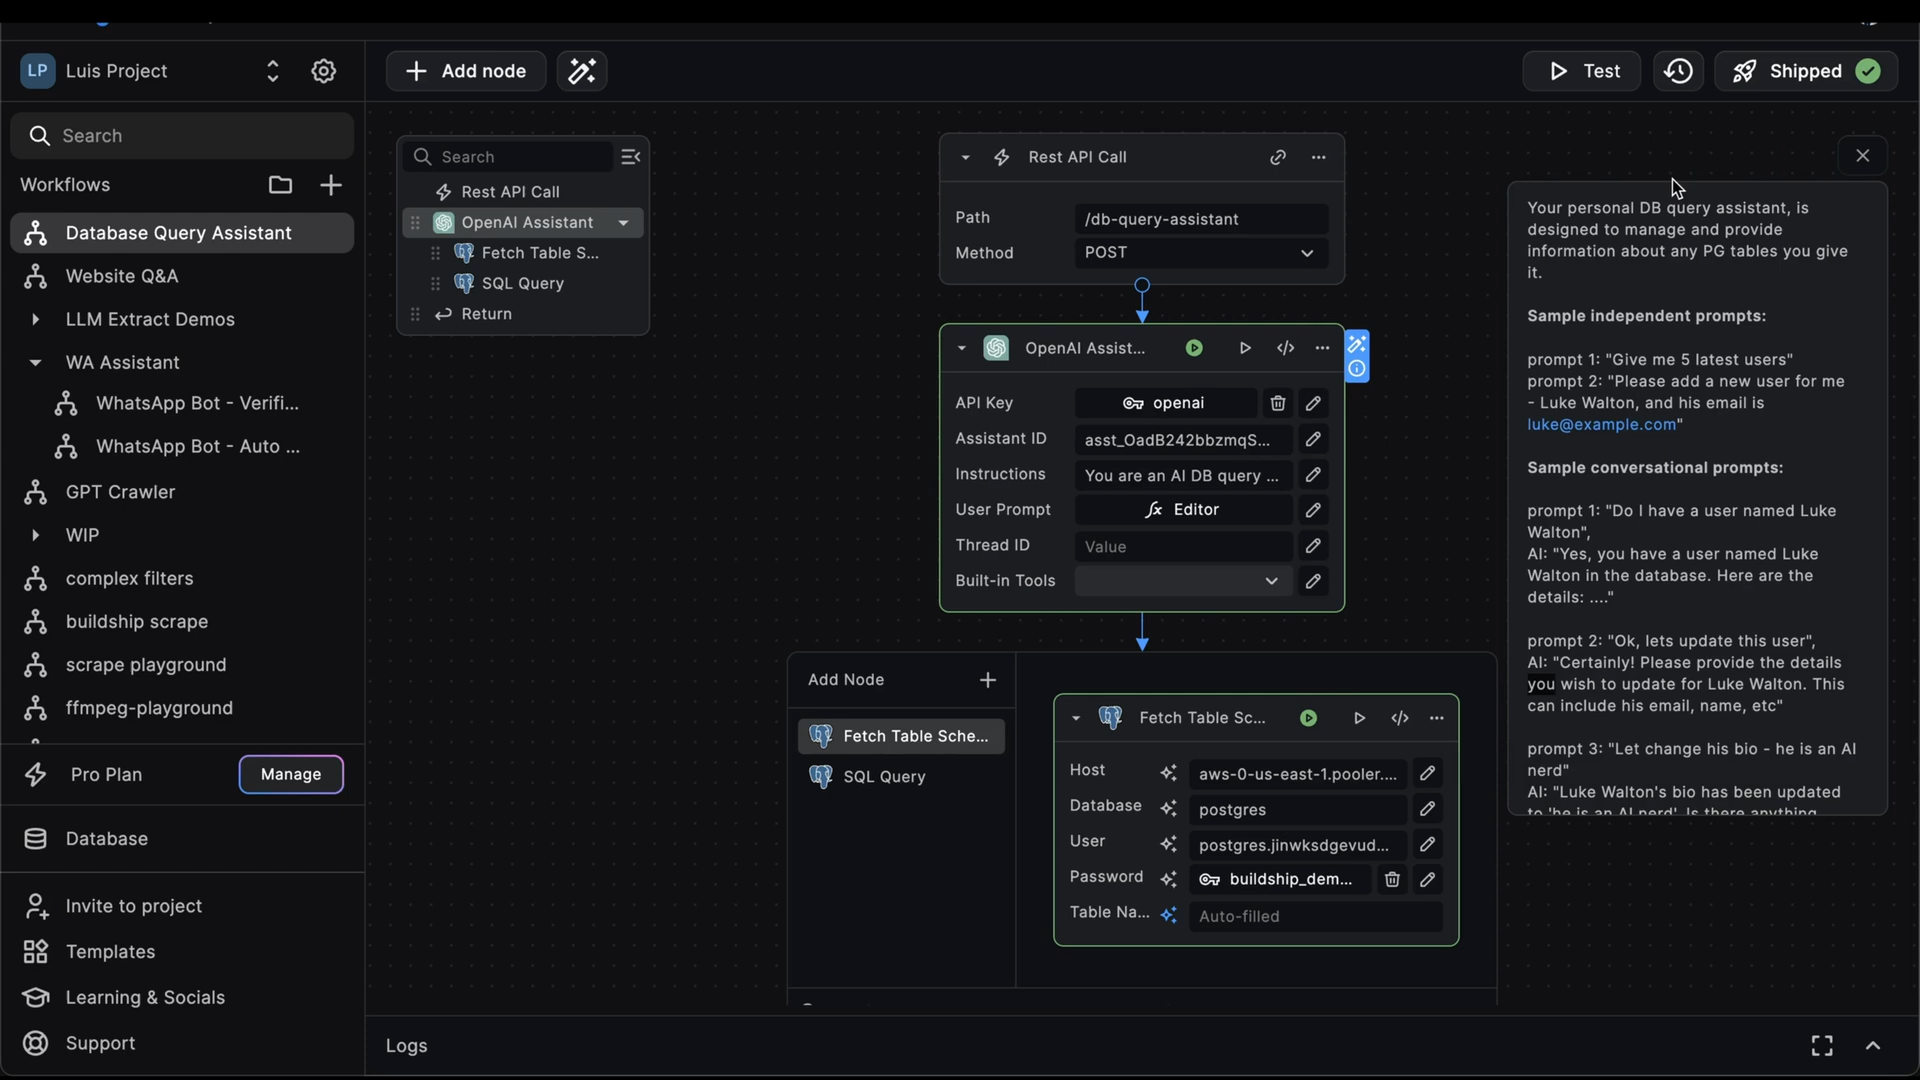 LP Luis Project
Search
Workflows
Database Query Assistant
Website Q&A
LLM Extract Demos
WA Assistant
WhatsApp Bot - Verifi...
WhatsApp Bot - Auto ...
GPT Crawler
WIP
complex filters
buildship scrape
scrape playground
ffmpeg-playground
Pro Plan
Manage
Database
Invite to project
Templates
Learning & Socials
Support
Add node
Test
Shipped
Search
Rest API Call
OpenAI Assistant
Fetch Table S...
SQL Query
Return
Rest API Call
Path /db-query-assistant
Method POST
OpenAI Assist...
API Key openai
Assistant ID asst_OadB242bbzmqS...
Instructions You are an AI DB query ...
User Prompt fx Editor
Thread ID Value
Built-in Tools
Add Node
Fetch Table Sche...
SQL Query
Fetch Table Sc...
Host aws-0-us-east-1.pooler....
Database postgres
User postgres.jinwksdgevud...
Password buildship_dem...
Table Na... Auto-filled
Your personal DB query assistant, is
designed to manage and provide
information about any PG tables you give
it.
Sample independent prompts:
prompt 1: "Give me 5 latest users"
prompt 2: "Please add a new user for me
- Luke Walton, and his email is
luke@example.com"
Sample conversational prompts:
prompt 1: "Do I have a user named Luke
Walton",
AI: "Yes, you have a user named Luke
Walton in the database. Here are the
details: ...."
prompt 2: "Ok, lets update this user",
AI: "Certainly! Please provide the details
you wish to update for Luke Walton. This
can include his email, name, etc"
prompt 3: "Let change his bio - he is an AI
nerd"
AI: "Luke Walton's bio has been updated
to 'he is an AI nerd'. Is there anything
Logs